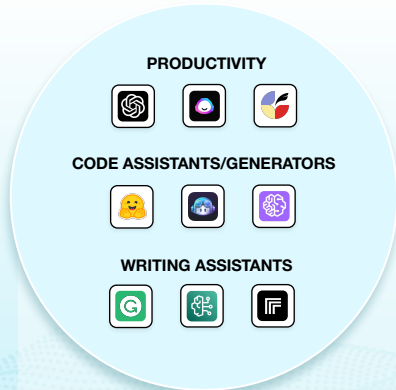 PRODUCTIVITY
CODE ASSISTANTS/GENERATORS
WRITING ASSISTANTS
G